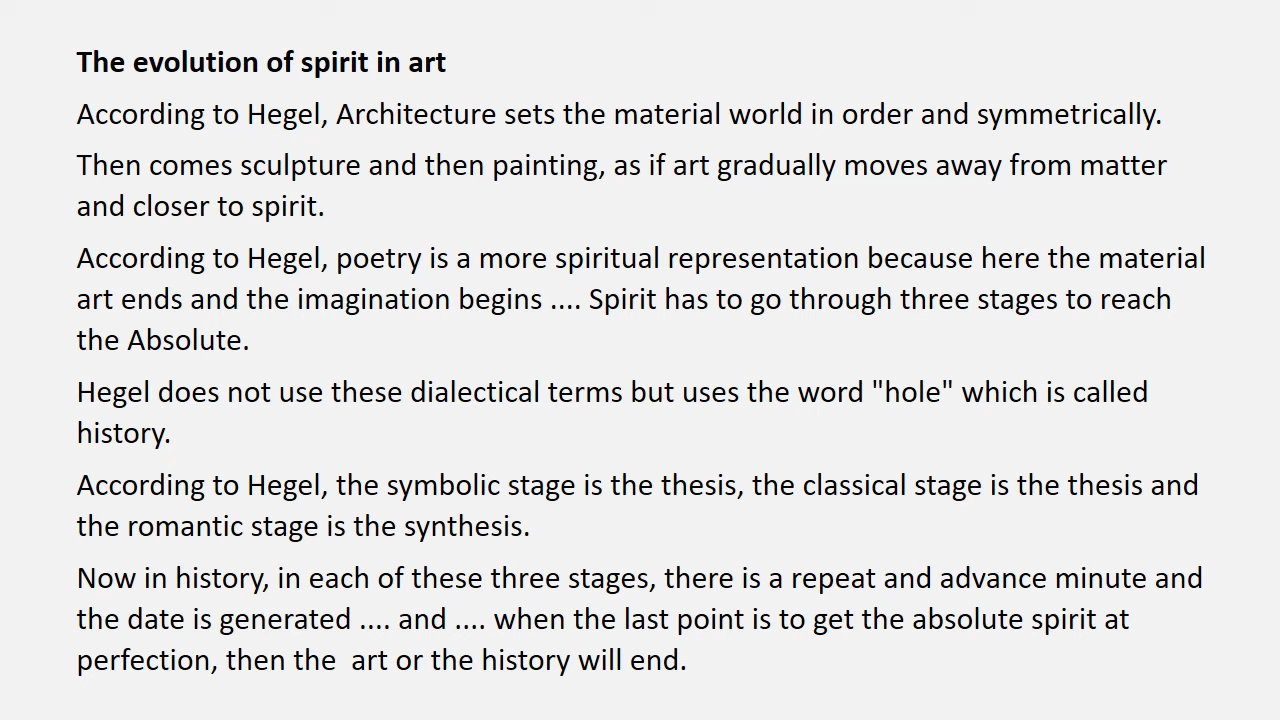 The evolution of spirit in art
According to Hegel, Architecture sets the material world in order and symmetrically.
Then comes sculpture and then painting, as if art gradually moves away from matter
and closer to spirit.
According to Hegel, poetry is a more spiritual representation because here the material
art ends and the imagination begins .... Spirit has to go through three stages to reach
the Absolute.
Hegel does not use these dialectical terms but uses the word "hole" which is called
history.
According to Hegel, the symbolic stage is the thesis, the classical stage is the thesis and
the romantic stage is the synthesis.
Now in history, in each of these three stages, there is a repeat and advance minute and
the date is generated .... and .... when the last point is to get the absolute spirit at
perfection, then the  art or the history will end.